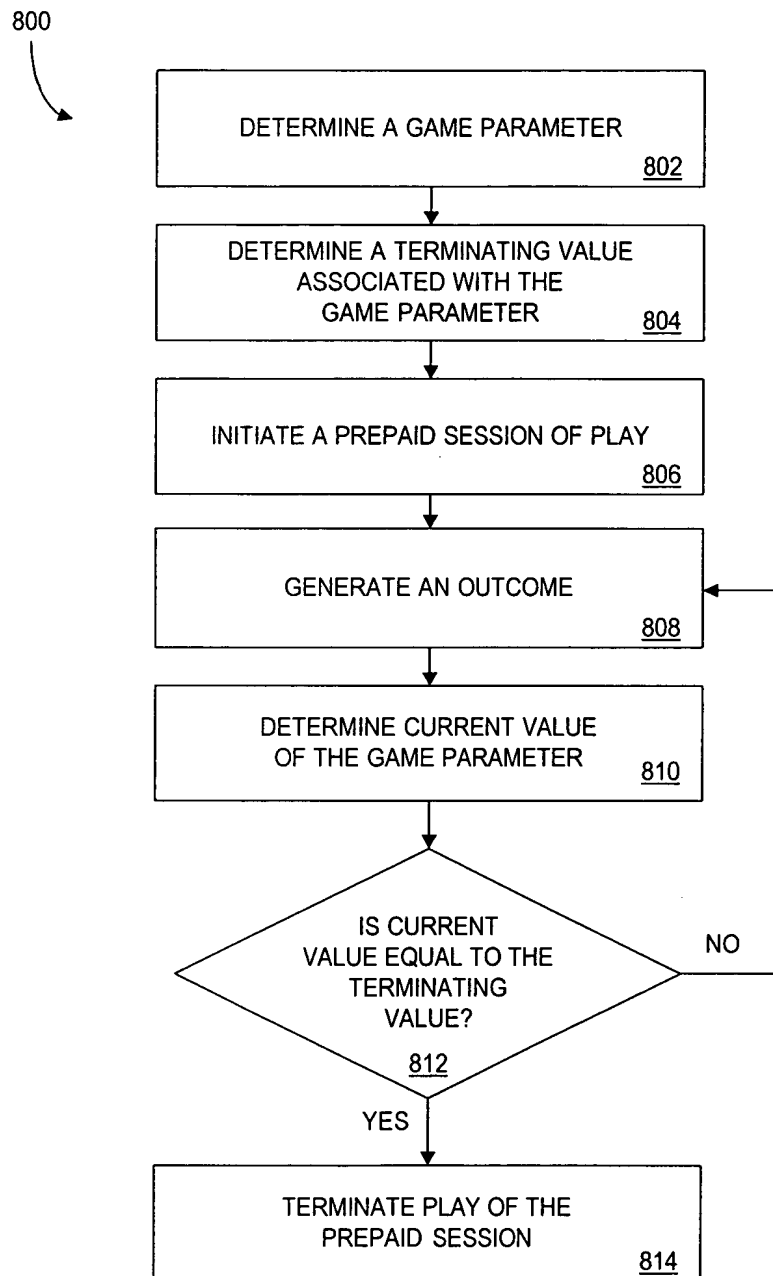 800
DETERMINE A GAME PARAMETER
802
DETERMINE A TERMINATING VALUE
ASSOCIATED WITH THE
GAME PARAMETER
804
INITIATE A PREPAID SESSION OF PLAY
806
GENERATE AN OUTCOME
808
DETERMINE CURRENT VALUE
OF THE GAME PARAMETER
810
IS CURRENT
VALUE EQUAL TO THE
TERMINATING
VALUE?
812
NO
YES
TERMINATE PLAY OF THE
PREPAID SESSION
814